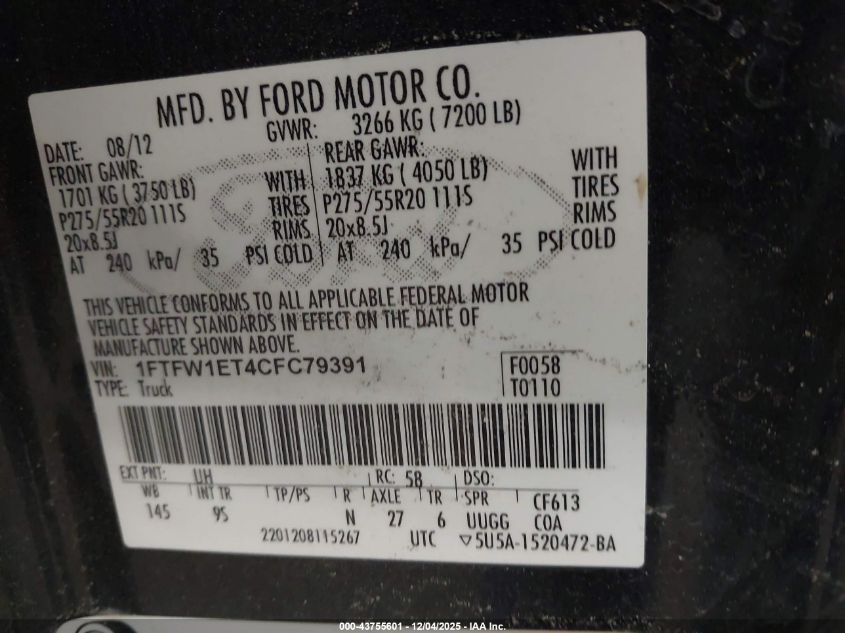 MFD. BY FORD MOTOR CO.
DATE: 08/12 GVWR: 3266 KG ( 7200 LB)
FRONT GAWR: REAR GAWR:
1701 KG ( 3750 LB) WITH 1837 KG ( 4050 LB) WITH
P275/55R20 111S TIRES P275/55R20 111S TIRES
20x8.5J RIMS 20x8.5J RIMS
AT 240 kPa/ 35 PSI COLD AT 240 kPa/ 35 PSI COLD
THIS VEHICLE CONFORMS TO ALL APPLICABLE FEDERAL MOTOR
VEHICLE SAFETY STANDARDS IN EFFECT ON THE DATE OF
MANUFACTURE SHOWN ABOVE.
VIN: 1FTFW1ET4CFC79391 F0058
TYPE: Truck T0110
EXT PNT: UH RC: 58 DSO:
WB INT TR TP/PS R AXLE TR SPR CF613
145 9S N 27 6 UUGG COA
2201208115267 UTC ▽5U5A-1520472-BA
000-43755601 - 12/04/2025 - IAA Inc.